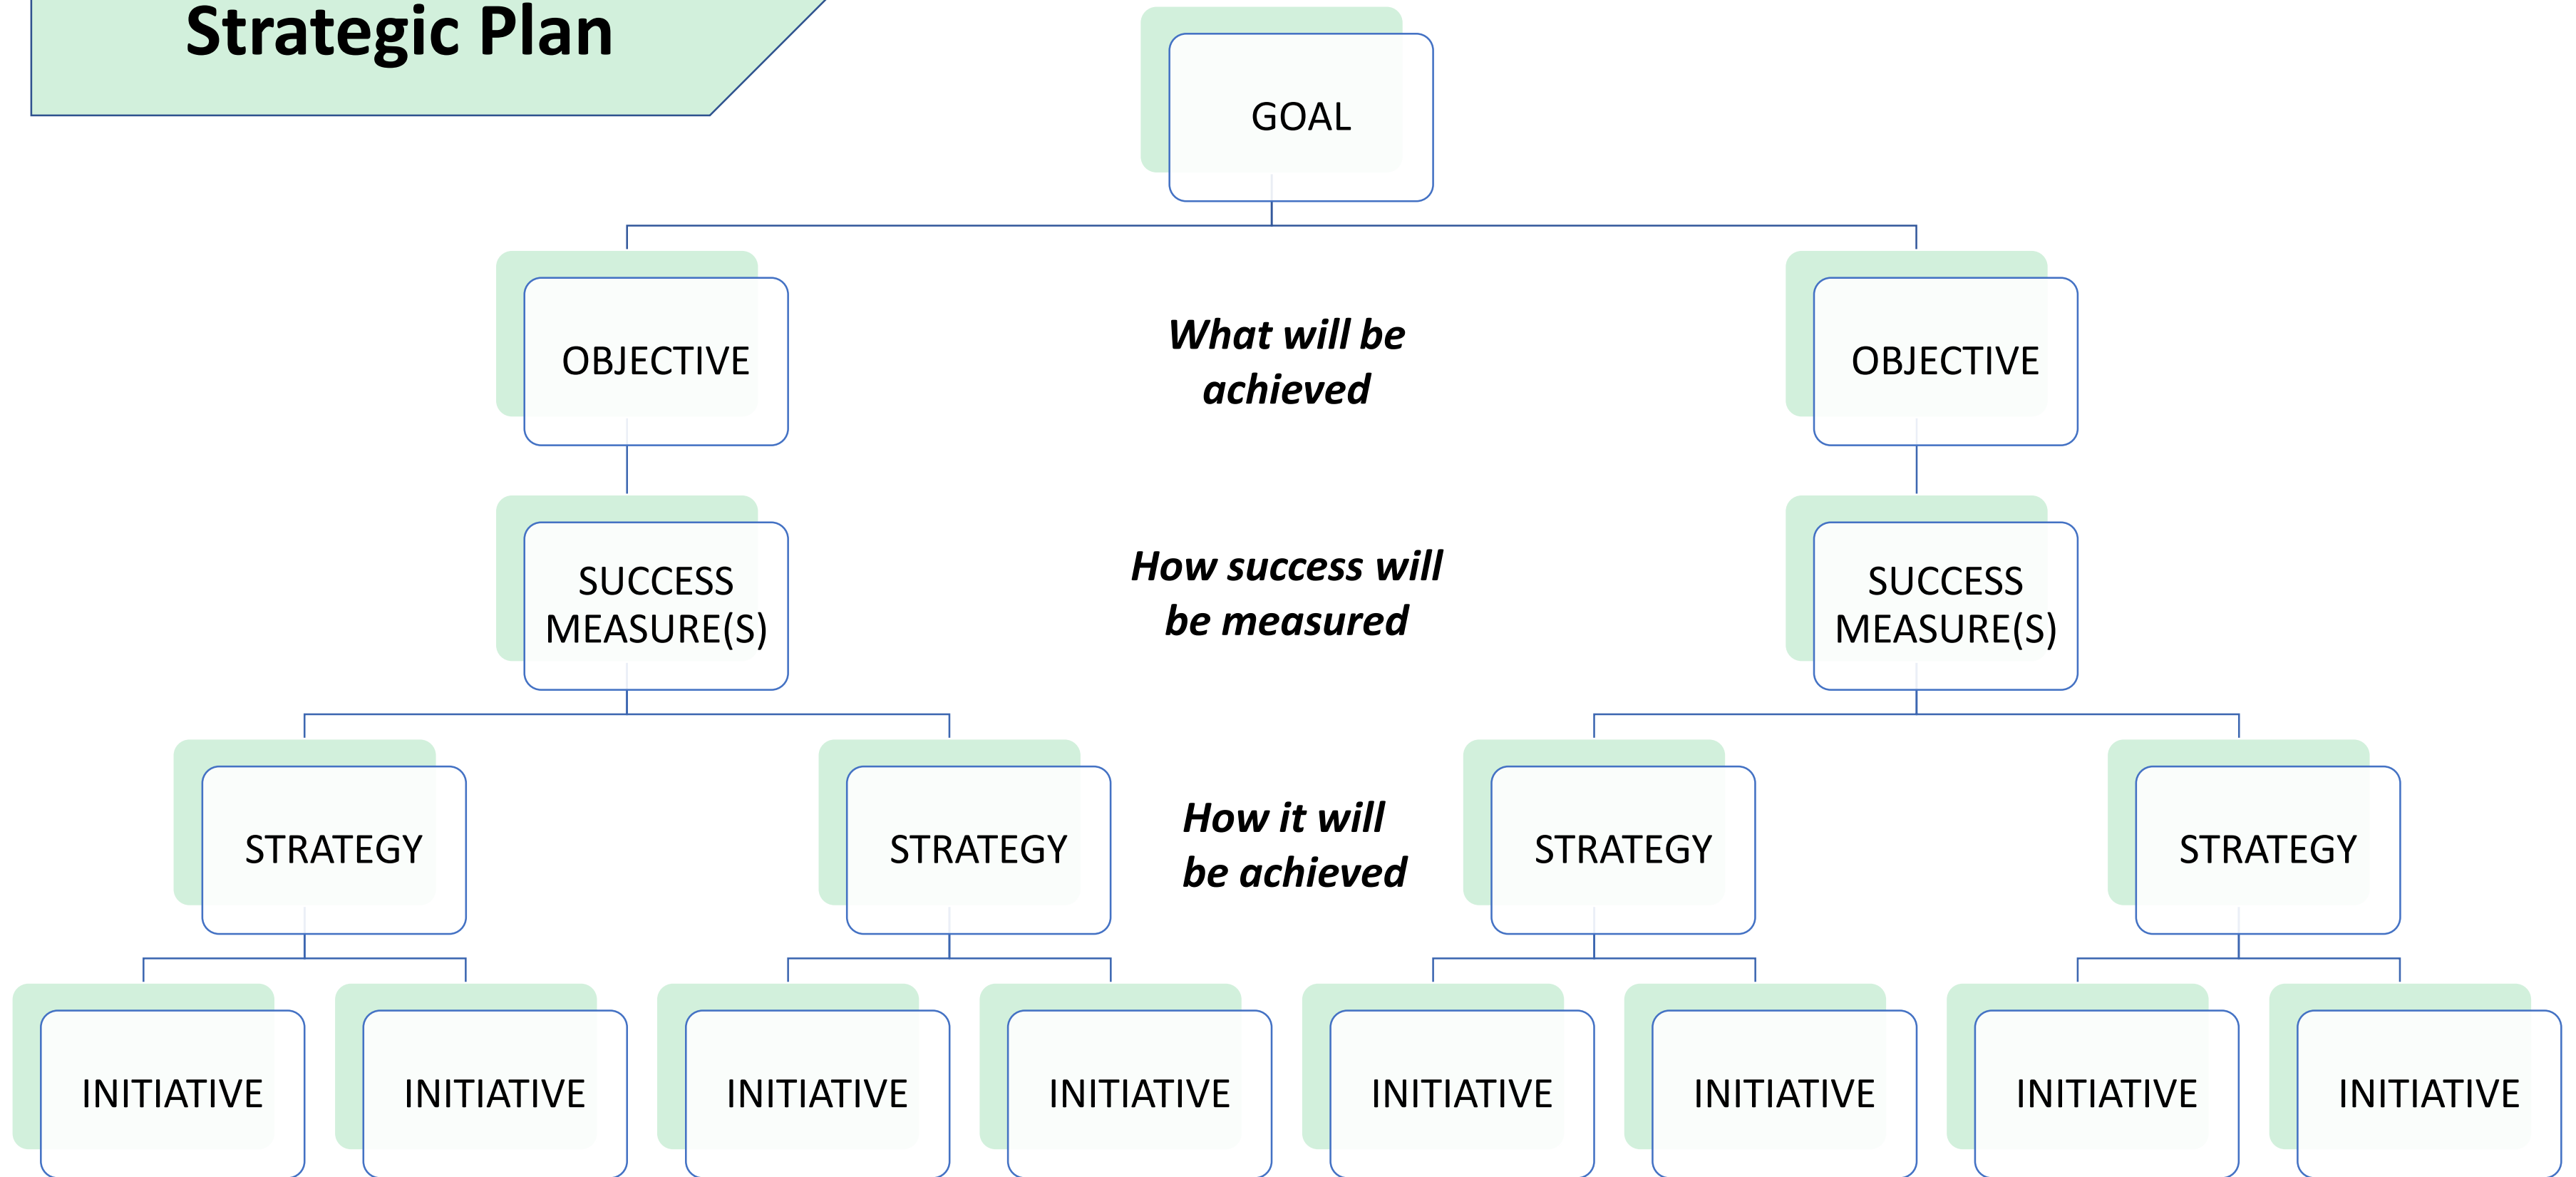 Strategic Plan
GOAL
OBJECTIVE
What will be
achieved
OBJECTIVE
SUCCESS
MEASURE(S)
How success will
be measured
SUCCESS
MEASURE(S)
STRATEGY
STRATEGY
How it will
be achieved
STRATEGY
STRATEGY
INITIATIVE
INITIATIVE
INITIATIVE
INITIATIVE
INITIATIVE
INITIATIVE
INITIATIVE
INITIATIVE